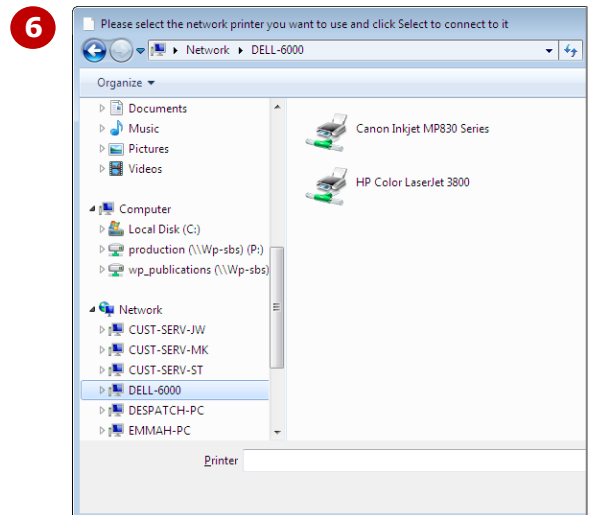 6
Please select the network printer you want to use and click Select to connect to it
Network DELL-6000
Organize
Documents
Music
Pictures
Videos
Computer
Local Disk (C:)
production (\\Wp-sbs) (P:)
wp_publications (\\Wp-sbs)
Network
CUST-SERV-JW
CUST-SERV-MK
CUST-SERV-ST
DELL-6000
DESPATCH-PC
EMMAH-PC
Canon Inkjet MP830 Series
HP Color LaserJet 3800
Printer